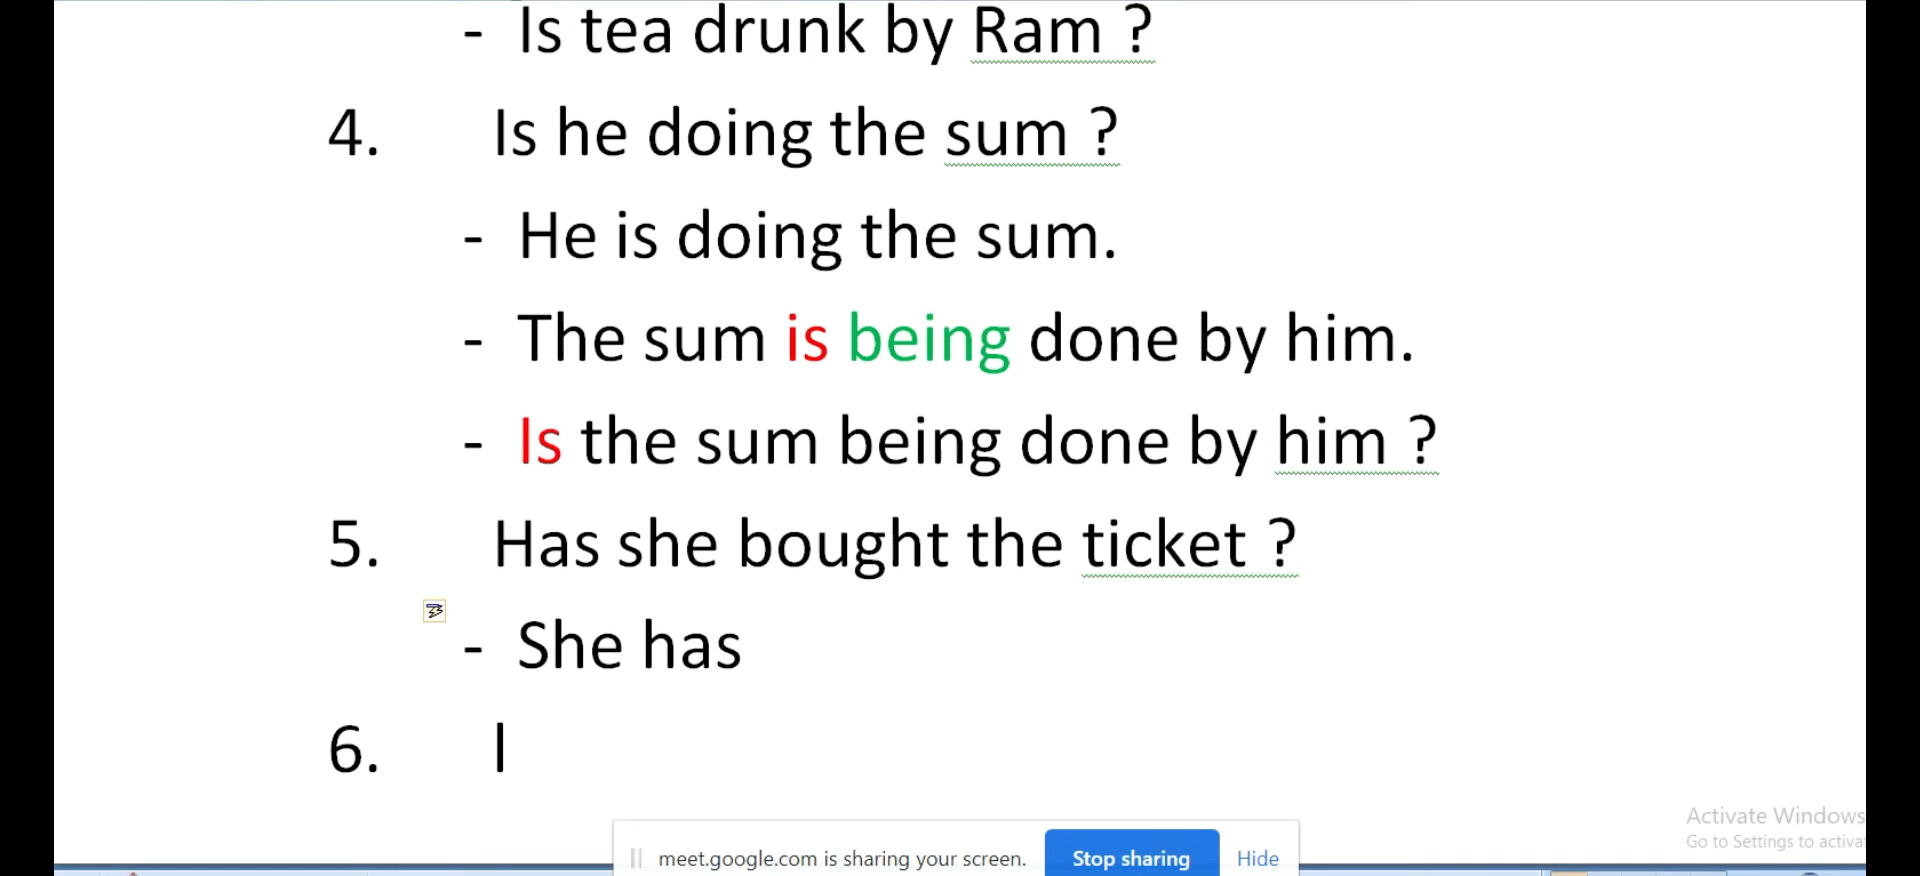 - Is tea drunk by Ram ?
4. Is he doing the sum ?
- He is doing the sum.
- The sum is being done by him.
- Is the sum being done by him ?
5. Has she bought the ticket ?
- She has
6. I
Activate Windows
Go to Settings to activa
meet.google.com is sharing your screen. Stop sharing Hide